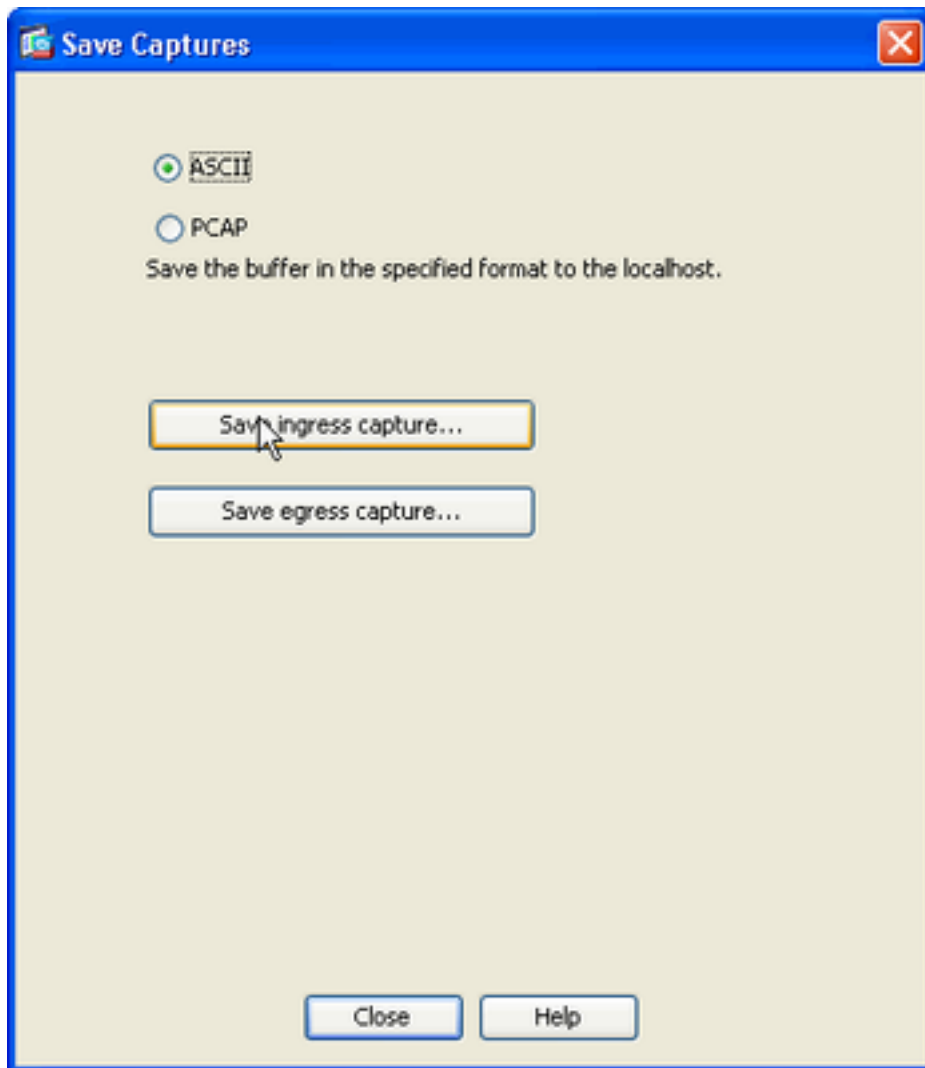 Save Captures
ASCII
PCAP
Save the buffer in the specified format to the localhost.
Save ingress capture...
Save egress capture...
Close
Help